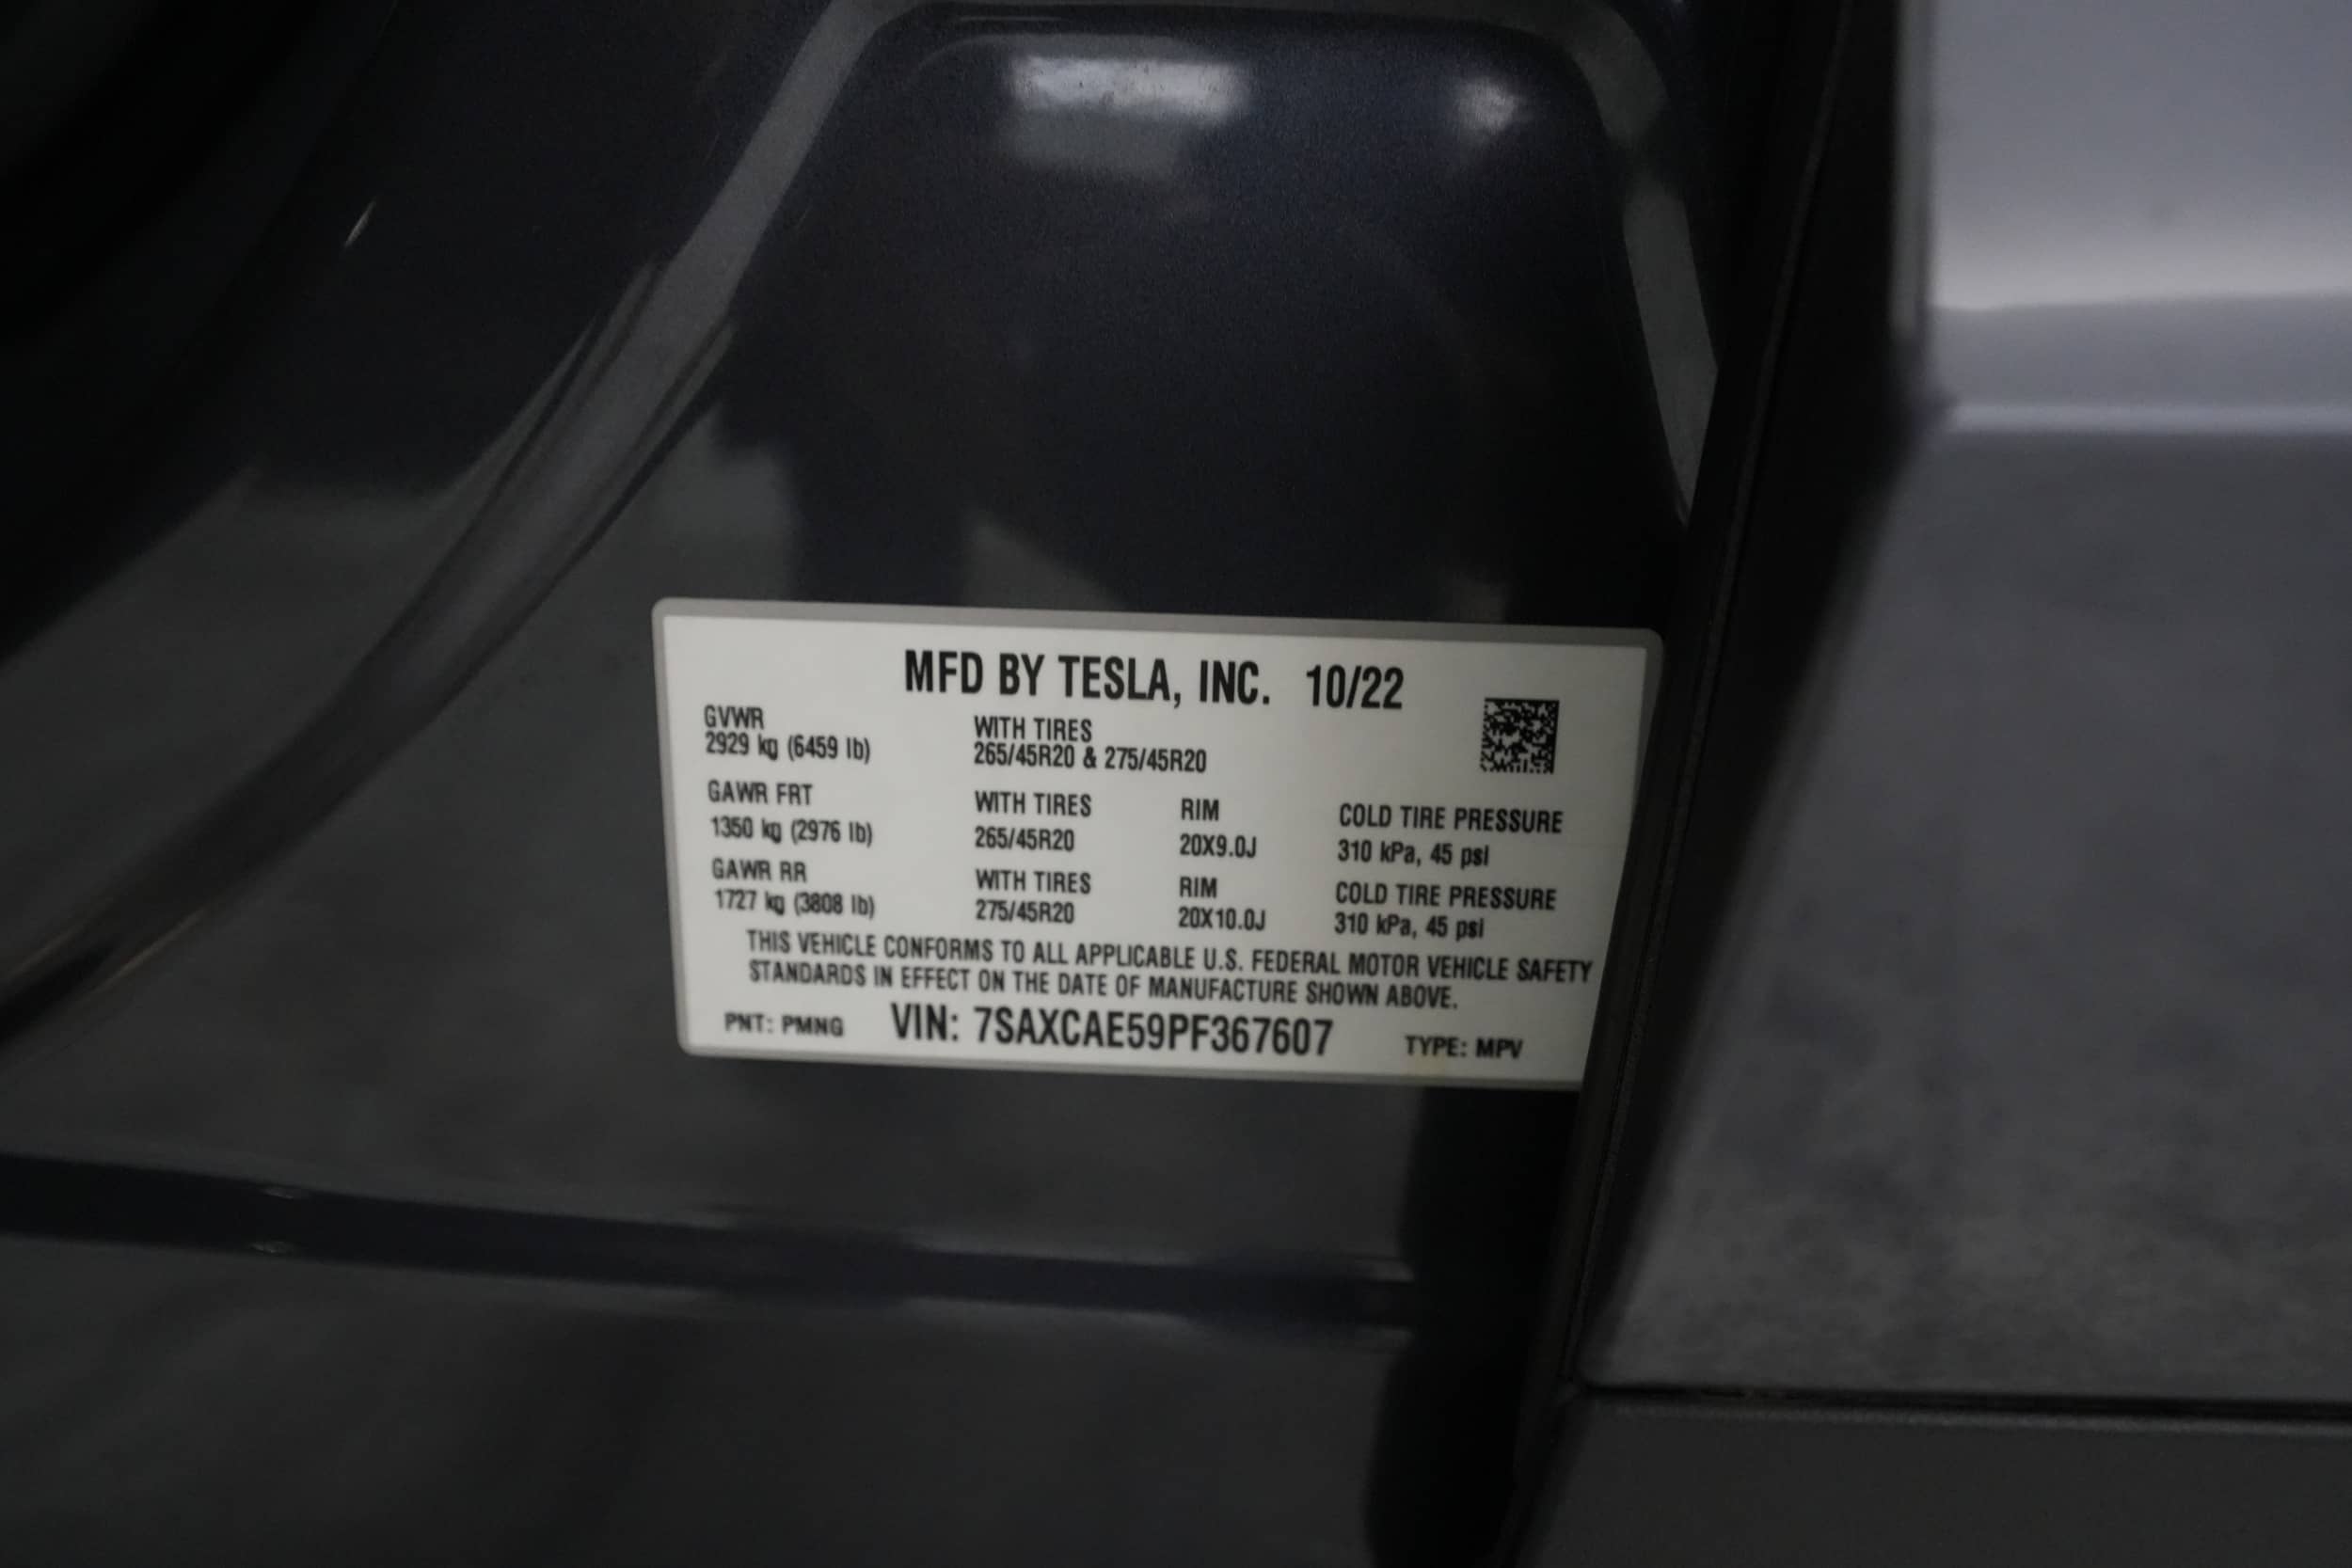 MFD BY TESLA, INC. 10/22
GVWR WITH TIRES
2929 kg (6459 lb) 265/45R20 & 275/45R20
GAWR FRT WITH TIRES RIM COLD TIRE PRESSURE
1350 kg (2976 lb) 265/45R20 20X9.0J 310 kPa, 45 psi
GAWR RR WITH TIRES RIM COLD TIRE PRESSURE
1727 kg (3808 lb) 275/45R20 20X10.0J 310 kPa, 45 psi
THIS VEHICLE CONFORMS TO ALL APPLICABLE U.S. FEDERAL MOTOR VEHICLE SAFETY
STANDARDS IN EFFECT ON THE DATE OF MANUFACTURE SHOWN ABOVE.
PNT: PMNG VIN: 7SAXCAE59PF367607 TYPE: MPV